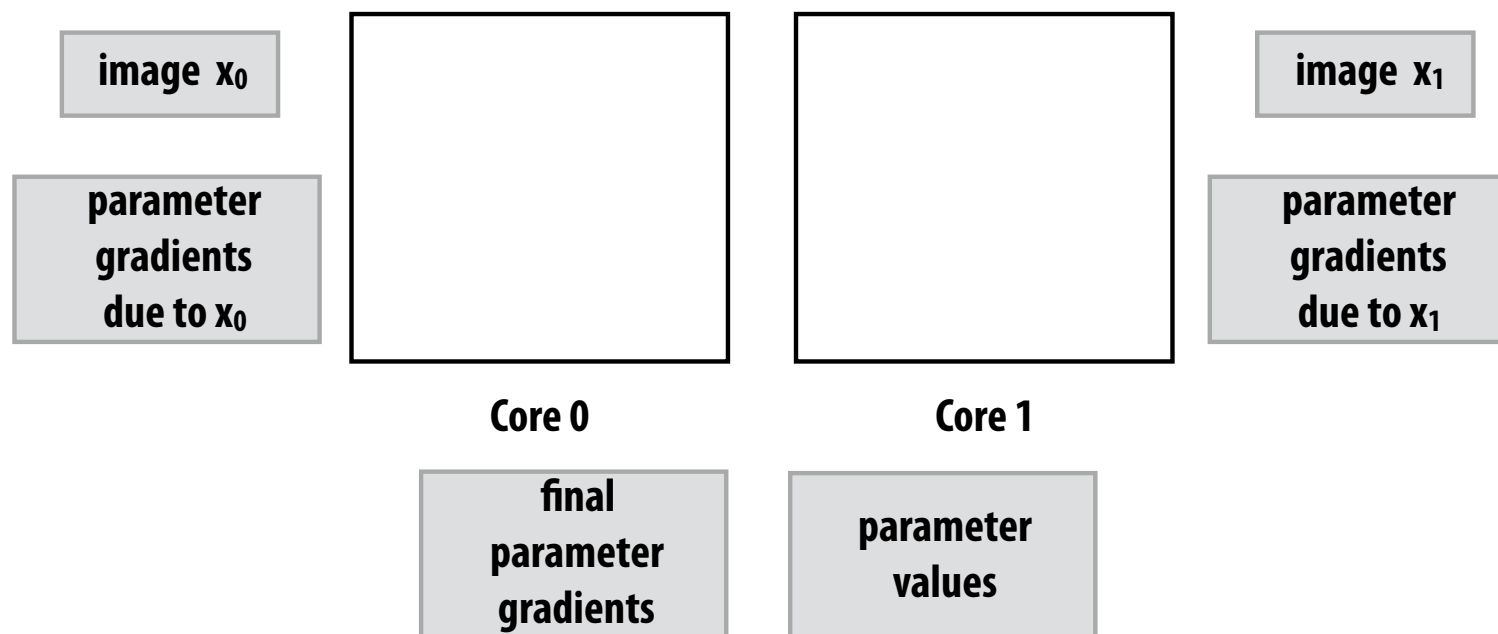 image x₀
image x₁
parameter
gradients
due to x₀
parameter
gradients
due to x₁
Core 0
Core 1
final
parameter
gradients
parameter
values